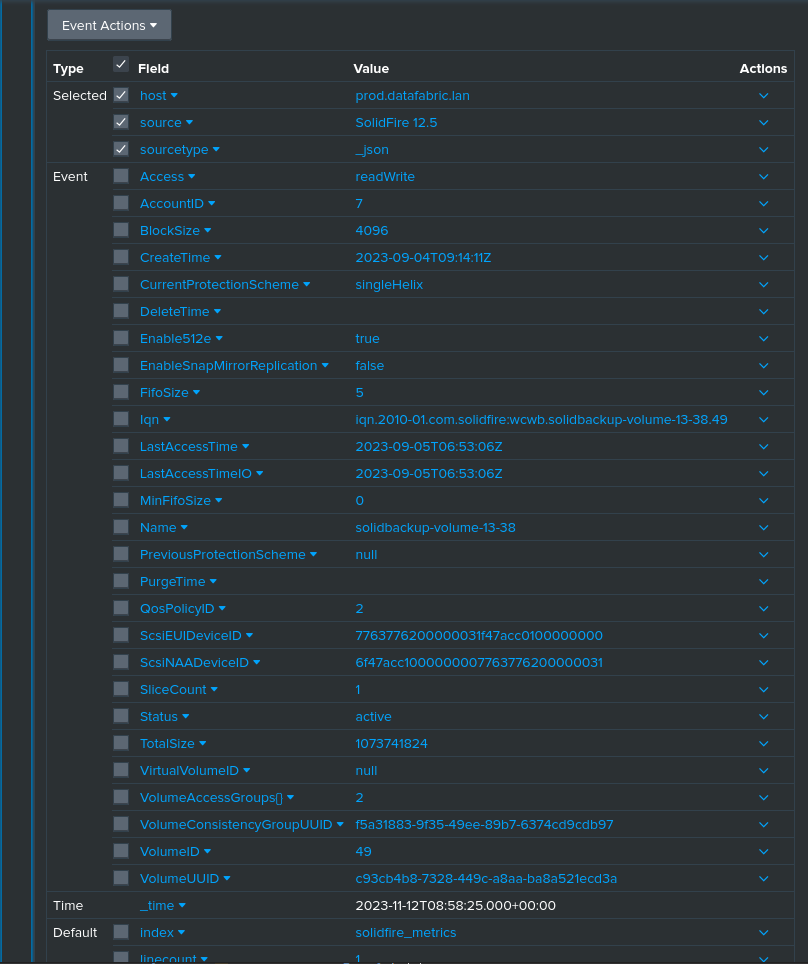 Event Actions
Type Field Value Actions
Selected host prod.datafabric.lan
source SolidFire 12.5
sourcetype _json
Event Access readWrite
AccountID 7
BlockSize 4096
CreateTime 2023-09-04T09:14:11Z
CurrentProtectionScheme singleHelix
DeleteTime
Enable512e true
EnableSnapMirrorReplication false
FifoSize 5
Iqn iqn.2010-01.com.solidfire:wcwb.solidbackup-volume-13-38.49
LastAccessTime 2023-09-05T06:53:06Z
LastAccessTimeIO 2023-09-05T06:53:06Z
MinFifoSize 0
Name solidbackup-volume-13-38
PreviousProtectionScheme null
PurgeTime
QosPolicyID 2
ScsiEUIDeviceID 7763776200000031f47acc0100000000
ScsiNAADeviceID 6f47acc1000000007763776200000031
SliceCount 1
Status active
TotalSize 1073741824
VirtualVolumeID null
VolumeAccessGroups{} 2
VolumeConsistencyGroupUUID f5a31883-9f35-49ee-89b7-6374cd9cdb97
VolumeID 49
VolumeUUID c93cb4b8-7328-449c-a8aa-ba8a521ecd3a
Time _time 2023-11-12T08:58:25.000+00:00
Default index solidfire_metrics
linecount 1